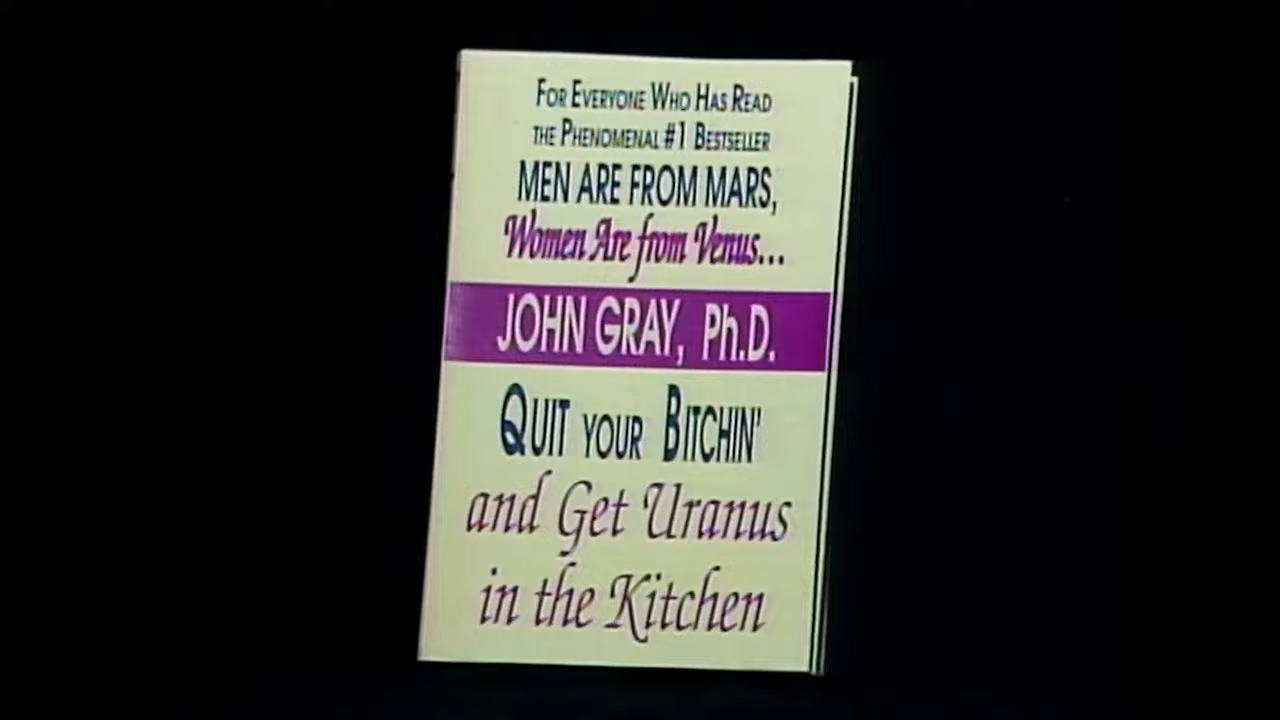 FOR EVERYONE WHO HAS READ
THE PHENOMENAL #1 BESTSELLER
MEN ARE FROM MARS,
Women Are from Venus...
JOHN GRAY, Ph.D.
QUIT YOUR BITCHIN'
and Get Uranus
in the Kitchen